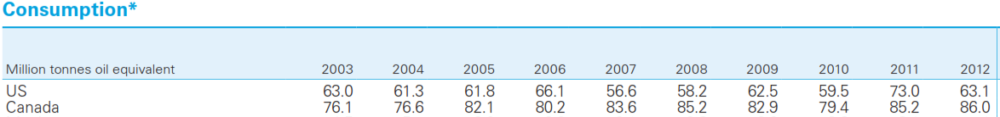 Consumption*
Million tonnes oil equivalent 2003 2004 2005 2006 2007 2008 2009 2010 2011 2012
US 63.0 61.3 61.8 66.1 56.6 58.2 62.5 59.5 73.0 63.1
Canada 76.1 76.6 82.1 80.2 83.6 85.2 82.9 79.4 85.2 86.0